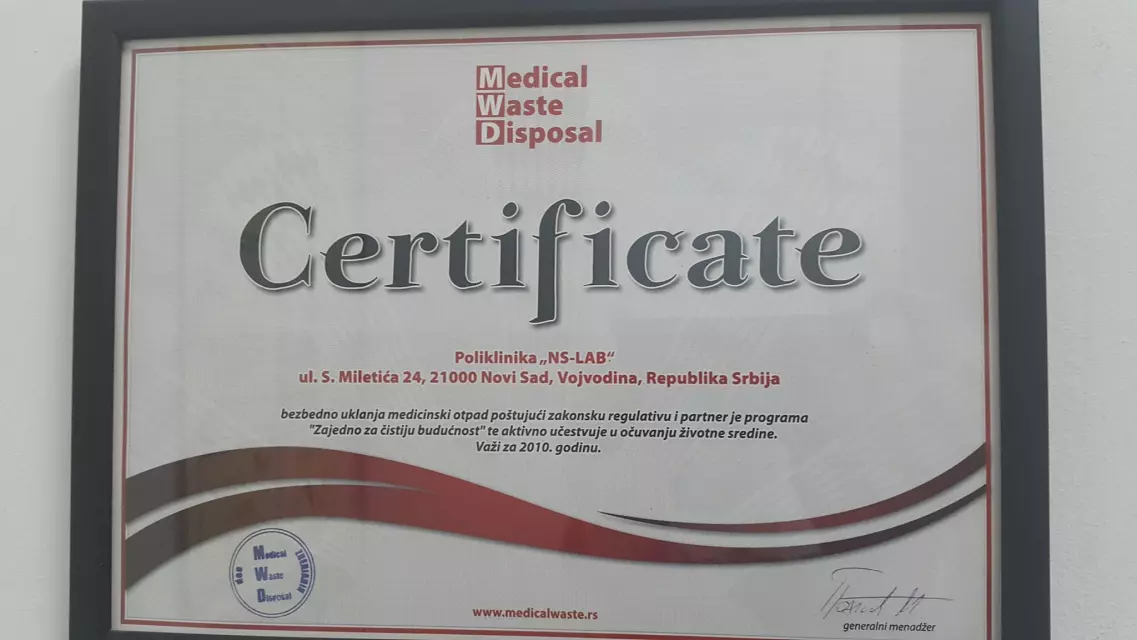 Medical
Waste
Disposal
Certificate
Poliklinika „NS-LAB“
ul. S. Miletića 24, 21000 Novi Sad, Vojvodina, Republika Srbija
bezbedno uklanja medicinski otpad poštujući zakonsku regulativu i partner je programa
"Zajedno za čistiju budućnost" te aktivno učestvuje u očuvanju životne sredine.
Važi za 2010. godinu.
Medical
Waste
Disposal
doo
ZRENJANIN
www.medicalwaste.rs
generalni menadžer